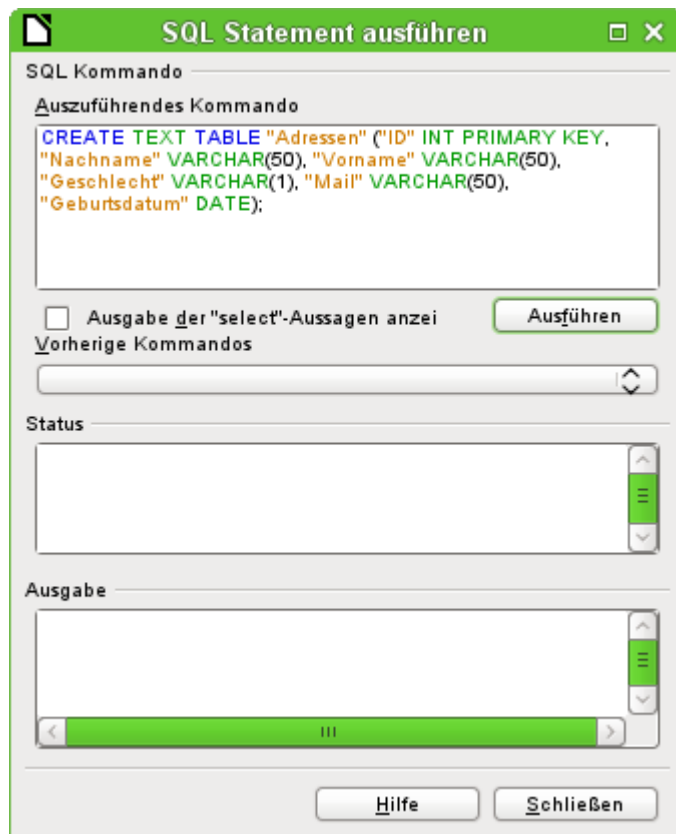 SQL Statement ausführen
SQL Kommando
Auszuführendes Kommando
CREATE TEXT TABLE "Adressen" ("ID" INT PRIMARY KEY,
"Nachname" VARCHAR(50), "Vorname" VARCHAR(50),
"Geschlecht" VARCHAR(1), "Mail" VARCHAR(50),
"Geburtsdatum" DATE);
Ausgabe der "select"-Aussagen anzei
Ausführen
Vorherige Kommandos
Status
Ausgabe
Hilfe
Schließen